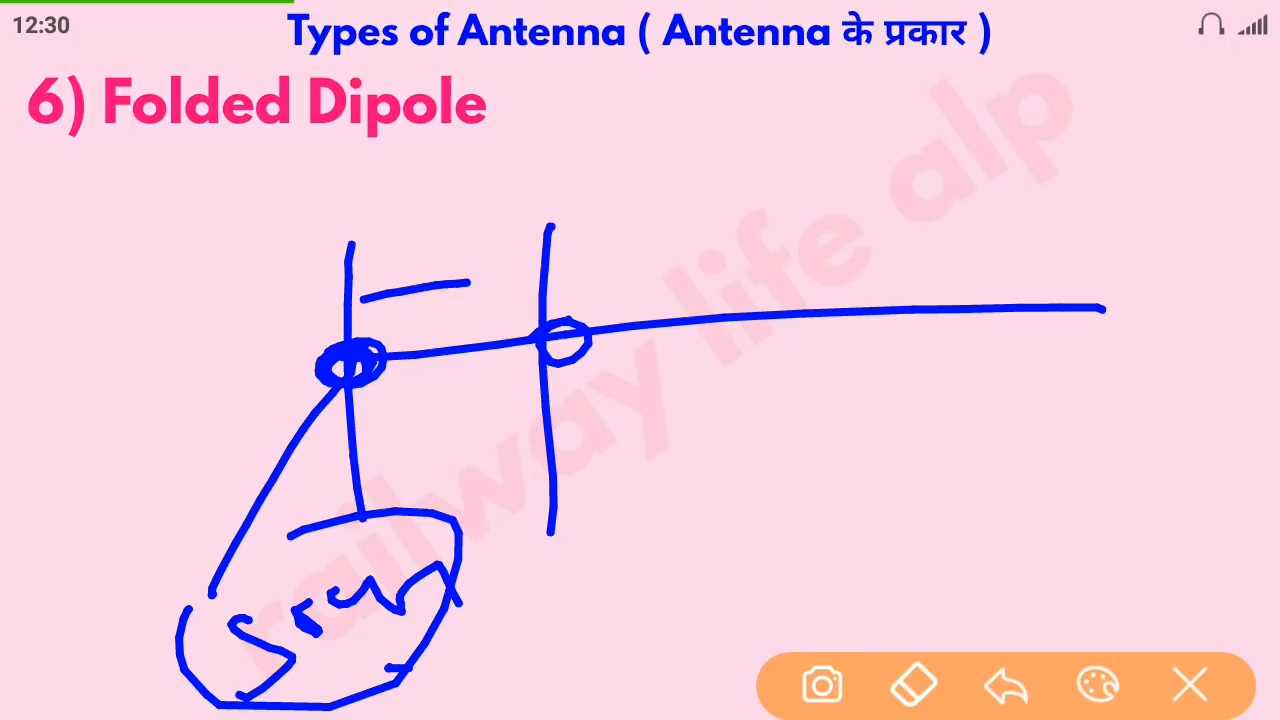 12:30
Types of Antenna ( Antenna के प्रकार )
6) Folded Dipole
railway life alp